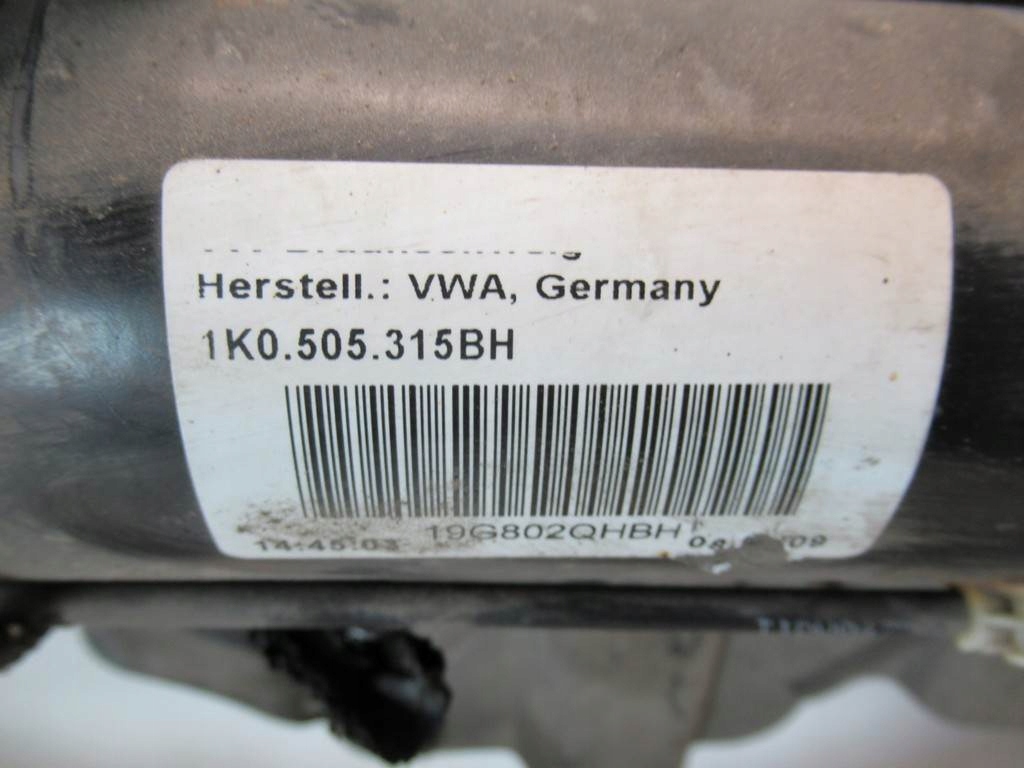 Herstell.: VWA, Germany
1K0.505.315BH
19G802QHBH
14:45:03